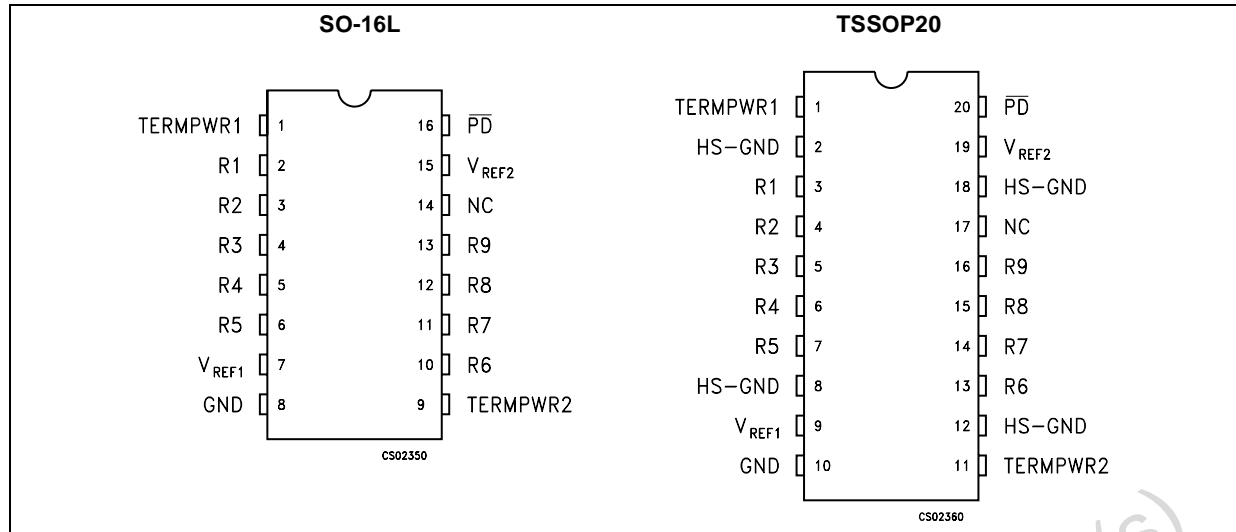 SO-16L
TERMPWR1 1 16 P̅D̅
R1 2 15 VREF2
R2 3 14 NC
R3 4 13 R9
R4 5 12 R8
R5 6 11 R7
VREF1 7 10 R6
GND 8 9 TERMPWR2
CS02350
TSSOP20
TERMPWR1 1 20 P̅D̅
HS-GND 2 19 VREF2
R1 3 18 HS-GND
R2 4 17 NC
R3 5 16 R9
R4 6 15 R8
R5 7 14 R7
HS-GND 8 13 R6
VREF1 9 12 HS-GND
GND 10 11 TERMPWR2
CS02360